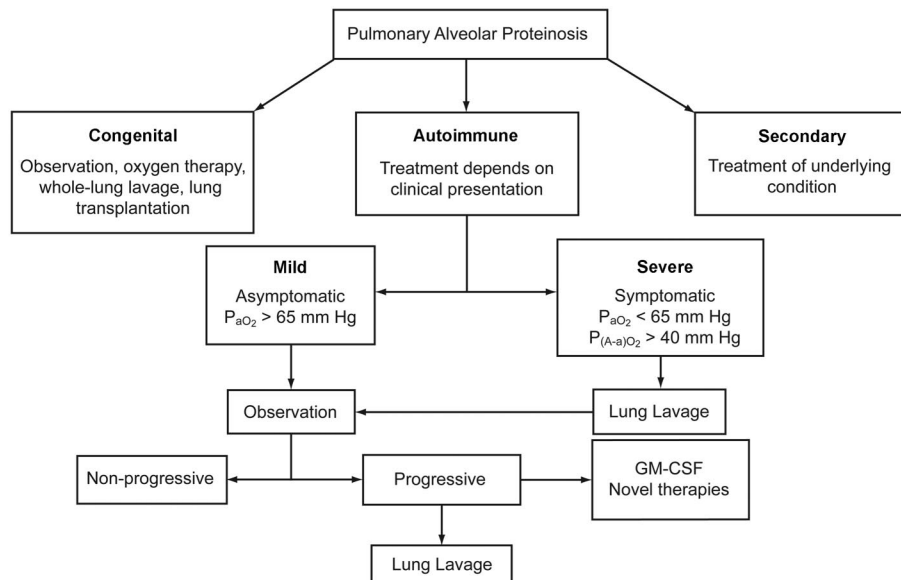 Pulmonary Alveolar Proteinosis
Congenital
Observation, oxygen therapy,
whole-lung lavage, lung
transplantation
Autoimmune
Treatment depends on
clinical presentation
Secondary
Treatment of underlying
condition
Mild
Asymptomatic
PaO2 > 65 mm Hg
Severe
Symptomatic
PaO2 < 65 mm Hg
P(A-a)O2 > 40 mm Hg
Observation
Lung Lavage
Non-progressive
Progressive
GM-CSF
Novel therapies
Lung Lavage